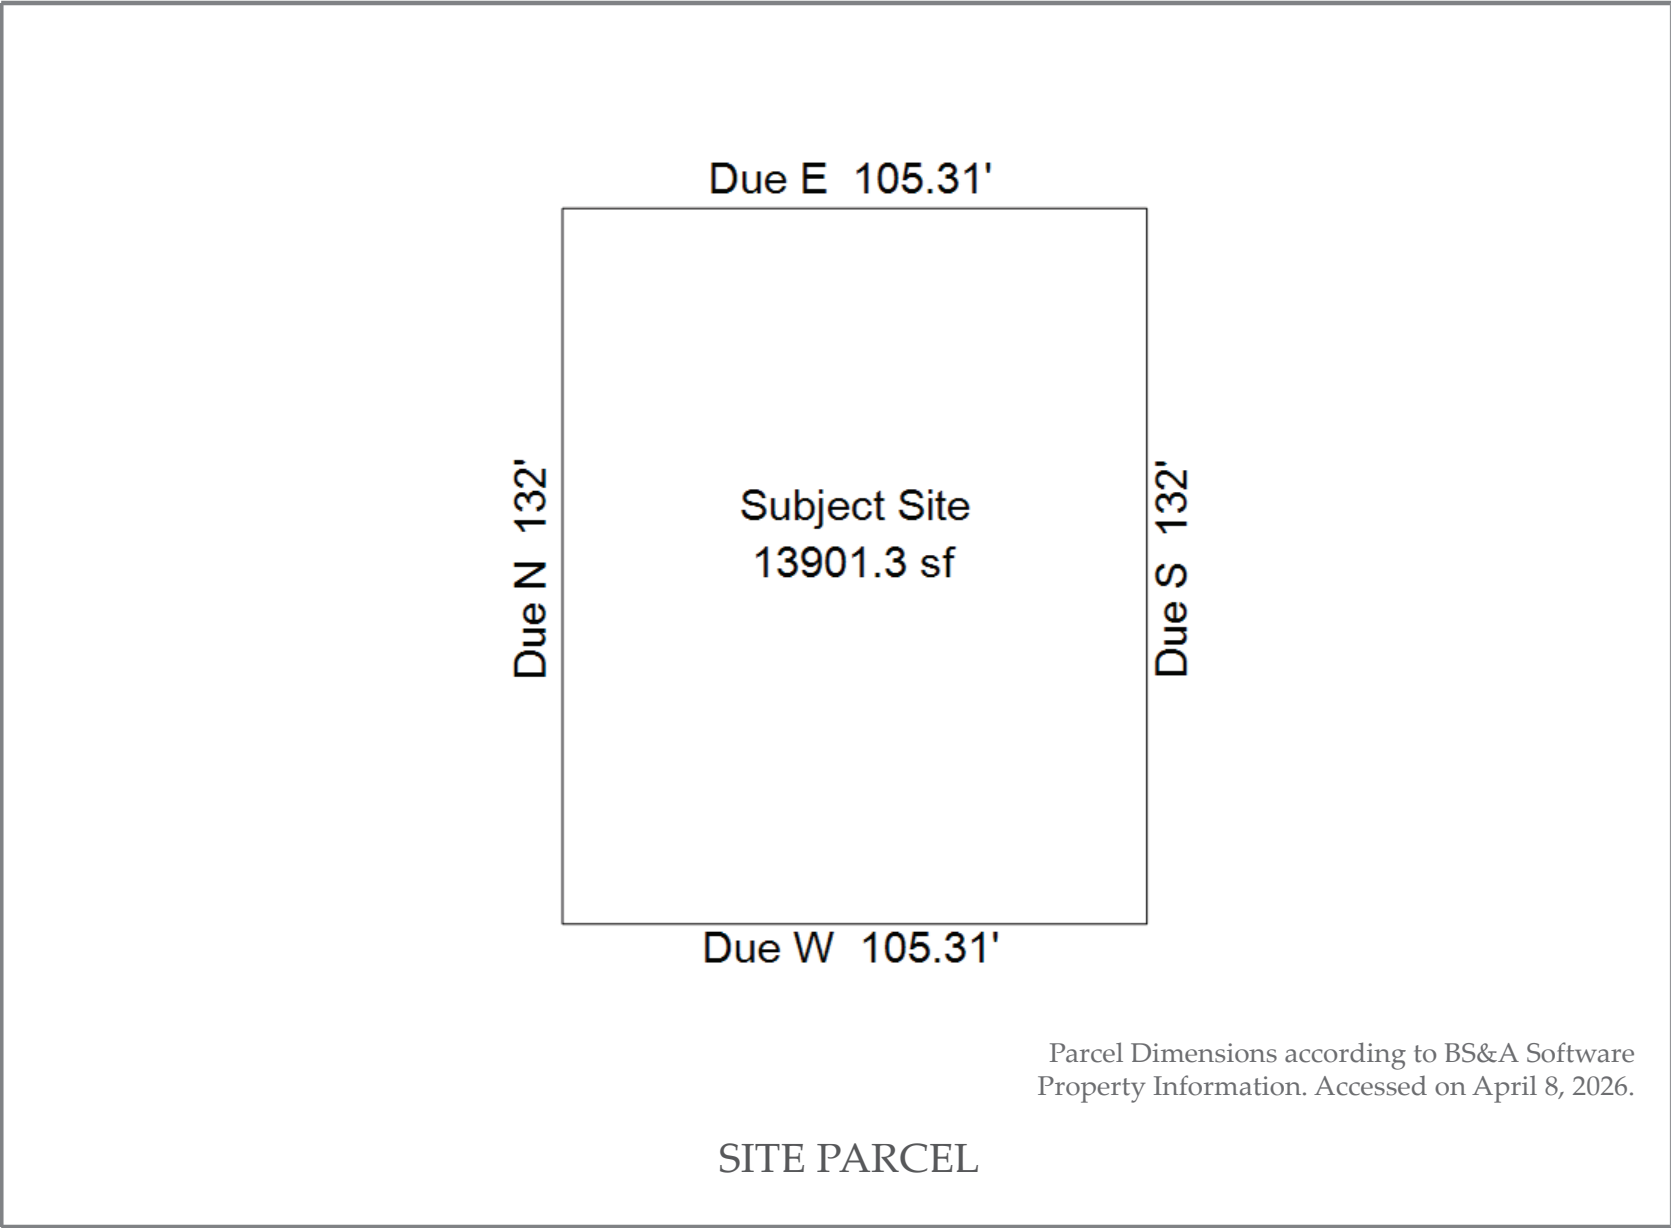 Due E 105.31'
Due N 132'
Subject Site
13901.3 sf
Due S 132'
Due W 105.31'
Parcel Dimensions according to BS&A Software
Property Information. Accessed on April 8, 2026.
SITE PARCEL